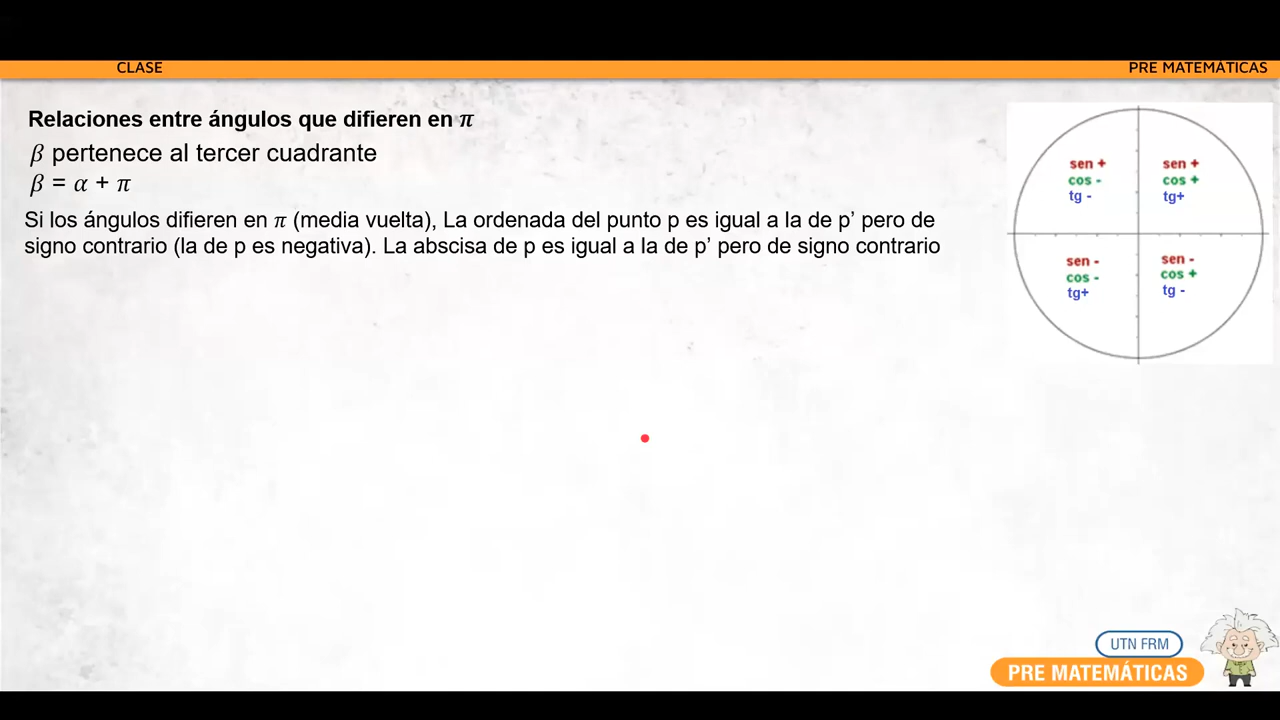 CLASE
PRE MATEMÁTICAS
Relaciones entre ángulos que difieren en π
β pertenece al tercer cuadrante
β = α + π
Si los ángulos difieren en π (media vuelta), La ordenada del punto p es igual a la de p’ pero de
signo contrario (la de p es negativa). La abscisa de p es igual a la de p’ pero de signo contrario
sen +
cos -
tg -
sen +
cos +
tg+
sen -
cos -
tg+
sen -
cos +
tg -
UTN FRM
PRE MATEMÁTICAS